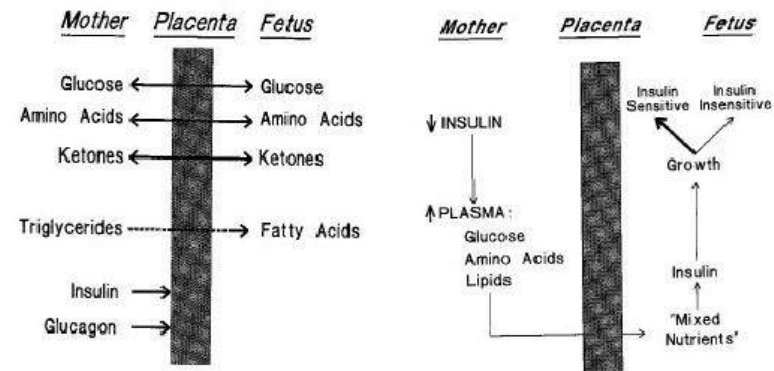 Mother Placenta Fetus
Glucose Glucose
Amino Acids Amino Acids
Ketones Ketones
Triglycerides Fatty Acids
Insulin
Glucagon
Mother Placenta Fetus
Insulin Sensitive
Insulin Insensitive
↓ INSULIN
Growth
↑ PLASMA:
Glucose
Amino Acids
Lipids
Insulin
"Mixed
Nutrients"